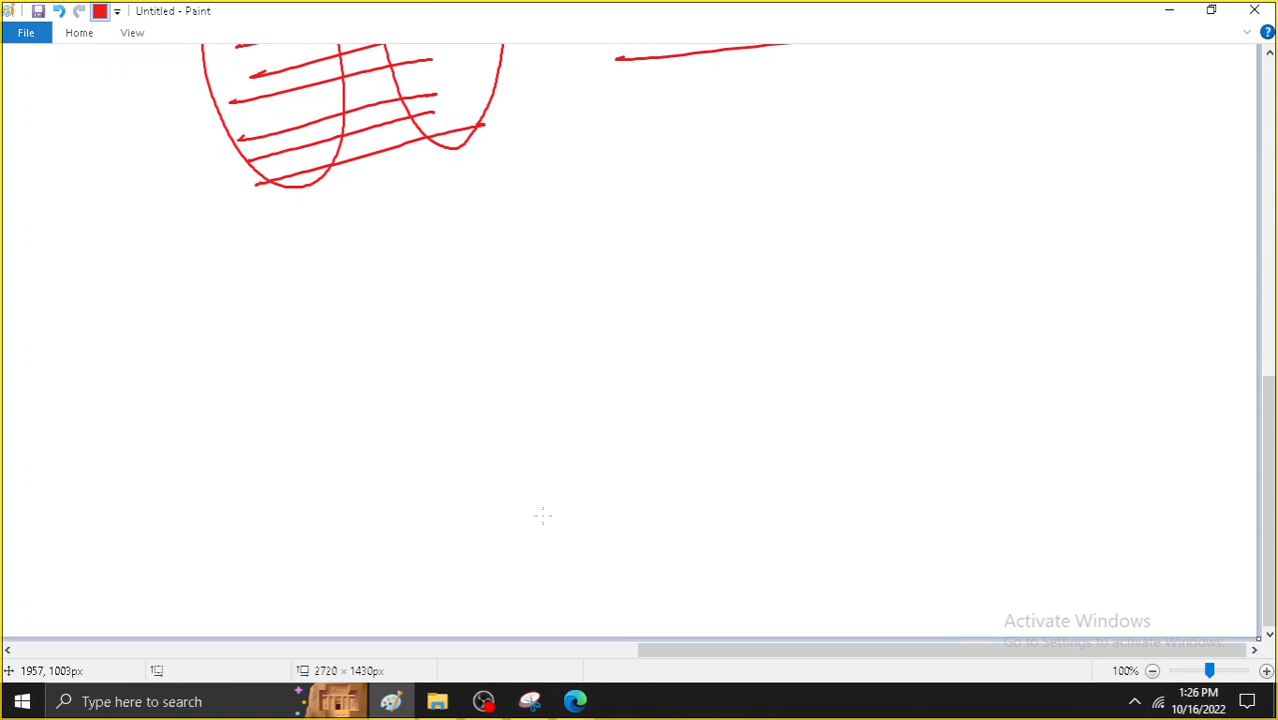 Untitled - Paint
File Home View
Activate Windows
Go to Settings to activate Windows.
1957, 1003px 2720 × 1430px 100%
Type here to search
1:26 PM
10/16/2022